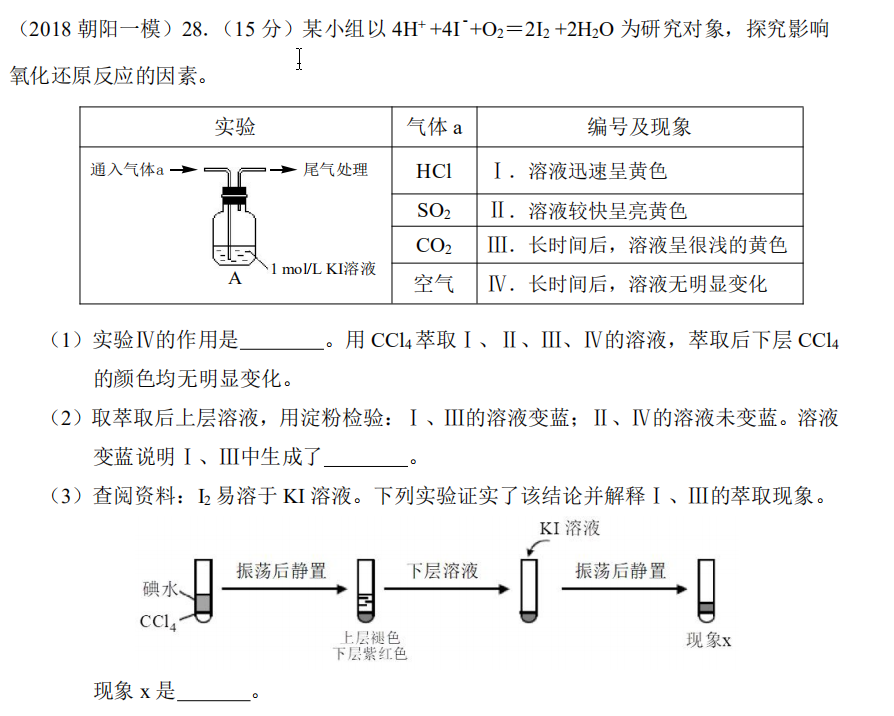 （2018 朝阳一模）28.（15 分）某小组以 4H⁺ +4I⁻+O₂＝2I₂ +2H₂O 为研究对象，探究影响
氧化还原反应的因素。
实验 气体 a 编号及现象
通入气体a 尾气处理 HCl Ⅰ．溶液迅速呈黄色
SO₂ Ⅱ．溶液较快呈亮黄色
CO₂ Ⅲ．长时间后，溶液呈很浅的黄色
A 1 mol/L KI溶液 空气 Ⅳ．长时间后，溶液无明显变化
（1）实验Ⅳ的作用是________。用 CCl₄ 萃取Ⅰ、Ⅱ、Ⅲ、Ⅳ的溶液，萃取后下层 CCl₄
的颜色均无明显变化。
（2）取萃取后上层溶液，用淀粉检验：Ⅰ、Ⅲ的溶液变蓝；Ⅱ、Ⅳ的溶液未变蓝。溶液
变蓝说明Ⅰ、Ⅲ中生成了________。
（3）查阅资料：I₂ 易溶于 KI 溶液。下列实验证实了该结论并解释Ⅰ、Ⅲ的萃取现象。
KI 溶液
振荡后静置 下层溶液 振荡后静置
碘水
CCl₄
上层褪色 现象x
下层紫红色
现象 x 是_______。